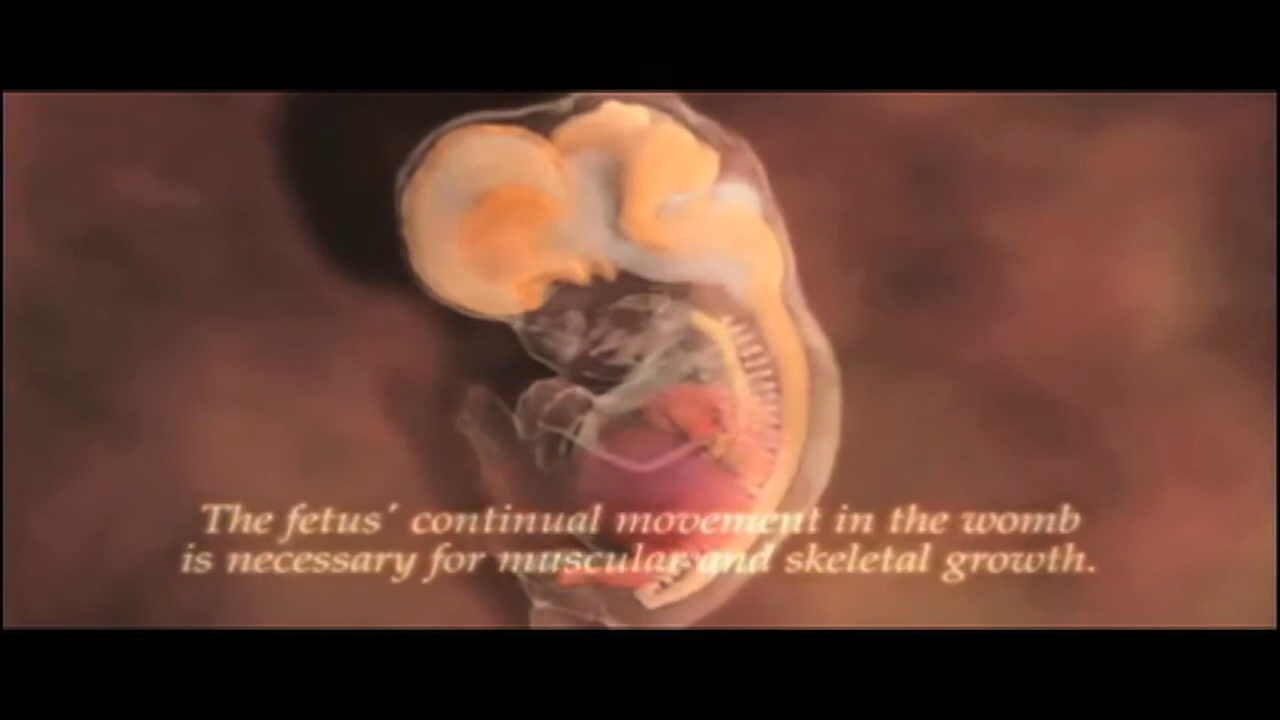 The fetus´ continual movement in the womb
is necessary for muscular and skeletal growth.